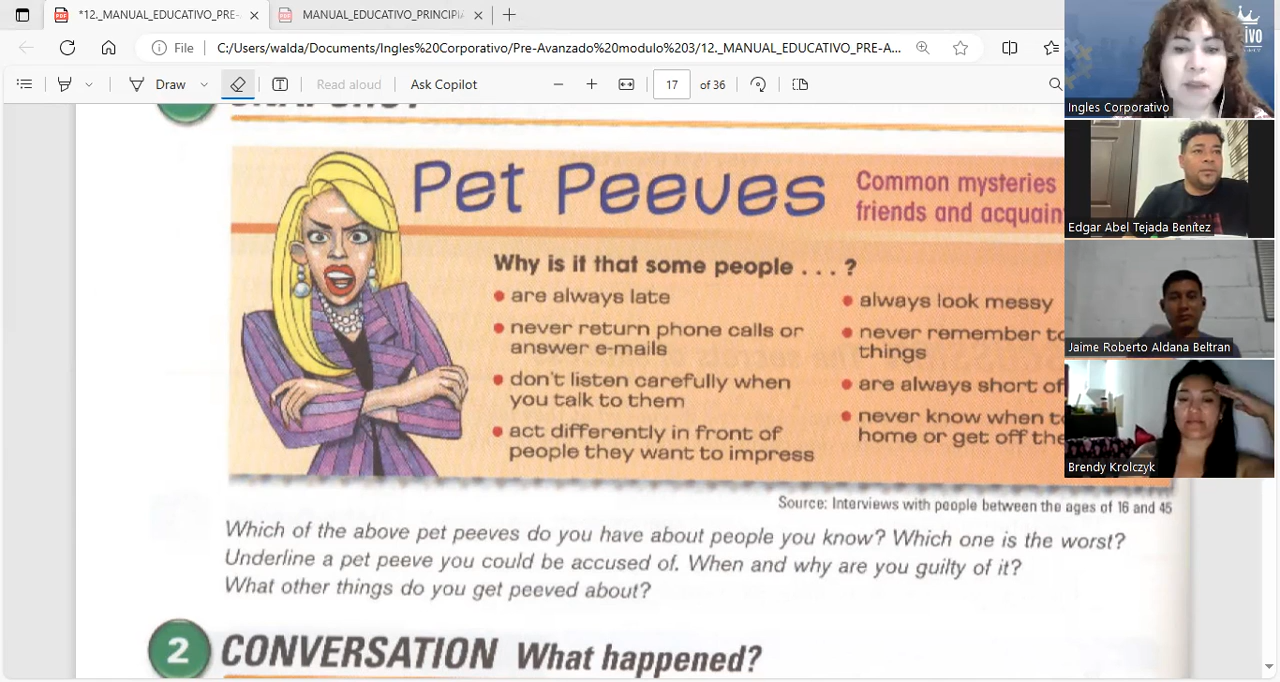 *12._MANUAL_EDUCATIVO_PRE-
MANUAL_EDUCATIVO_PRINCIPIA
File
C:/Users/walda/Documents/Ingles%20Corporativo/Pre-Avanzado%20modulo%203/12._MANUAL_EDUCATIVO_PRE-A...
Draw
Read aloud
Ask Copilot
17
of 36
Ingles Corporativo
Edgar Abel Tejada Benítez
Jaime Roberto Aldana Beltran
Brendy Krolczyk
Pet Peeves
Common mysteries
friends and
Why is it that some people . . . ?
are always late
never return phone calls or
answer e-mails
don't listen carefully when
you talk to them
act differently in front of
people they want to impress
always look messy
never remember
things
are always short of
never know when
home or get off
Source: Interviews with people between the ages of 16 and 45
Which of the above pet peeves do you have about people you know? Which one is the worst?
Underline a pet peeve you could be accused of. When and why are you guilty of it?
What other things do you get peeved about?
2 CONVERSATION What happened?